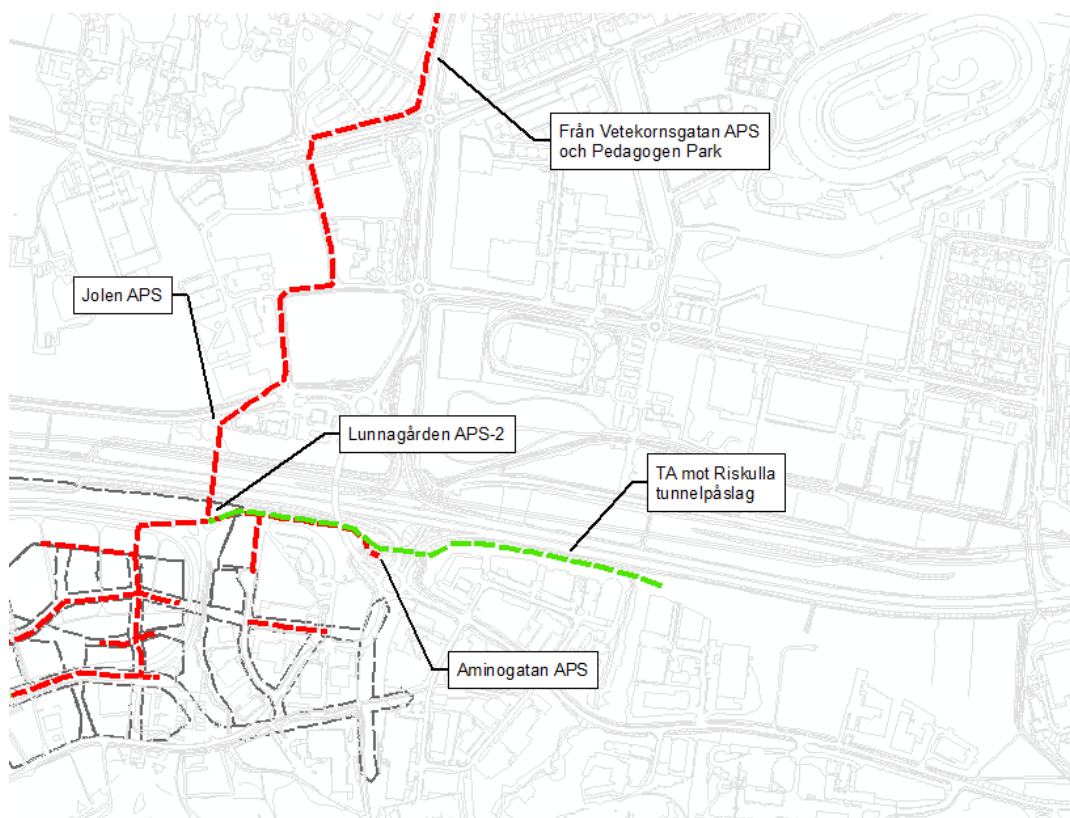 Från Vetekornsgatan APS
och Pedagogen Park
Jolen APS
Lunnagården APS-2
TA mot Riskulla
tunnelpåslag
Aminogatan APS